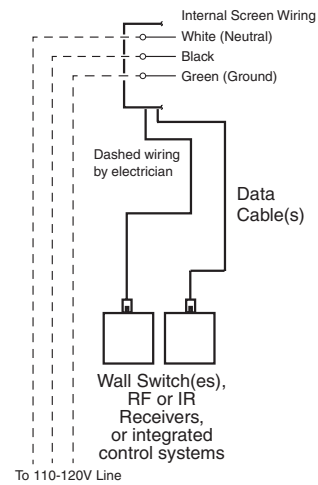 Internal Screen Wiring
White (Neutral)
Black
Green (Ground)
Dashed wiring
by electrician
Data
Cable(s)
Wall Switch(es),
RF or IR
Receivers,
or integrated
control systems
To 110-120V Line